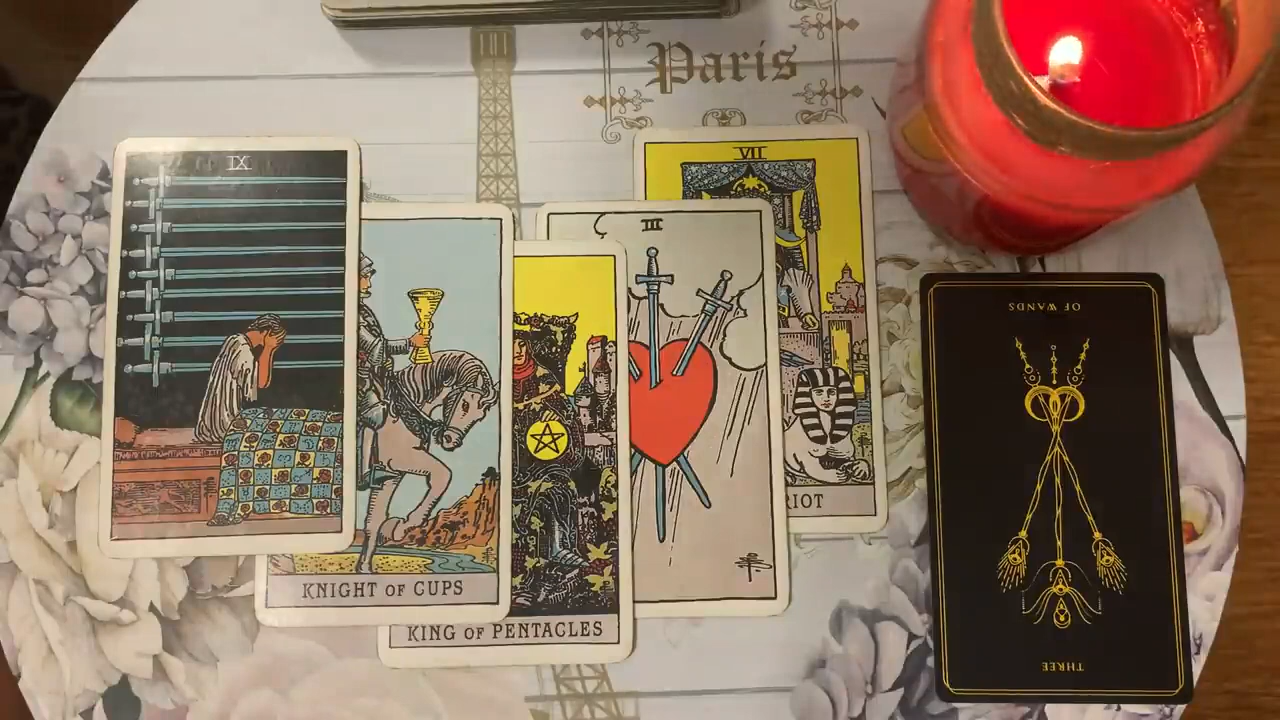 Paris
IX
VII
III
RIOT
KNIGHT OF CUPS
KING OF PENTACLES
OF WANDS
THREE